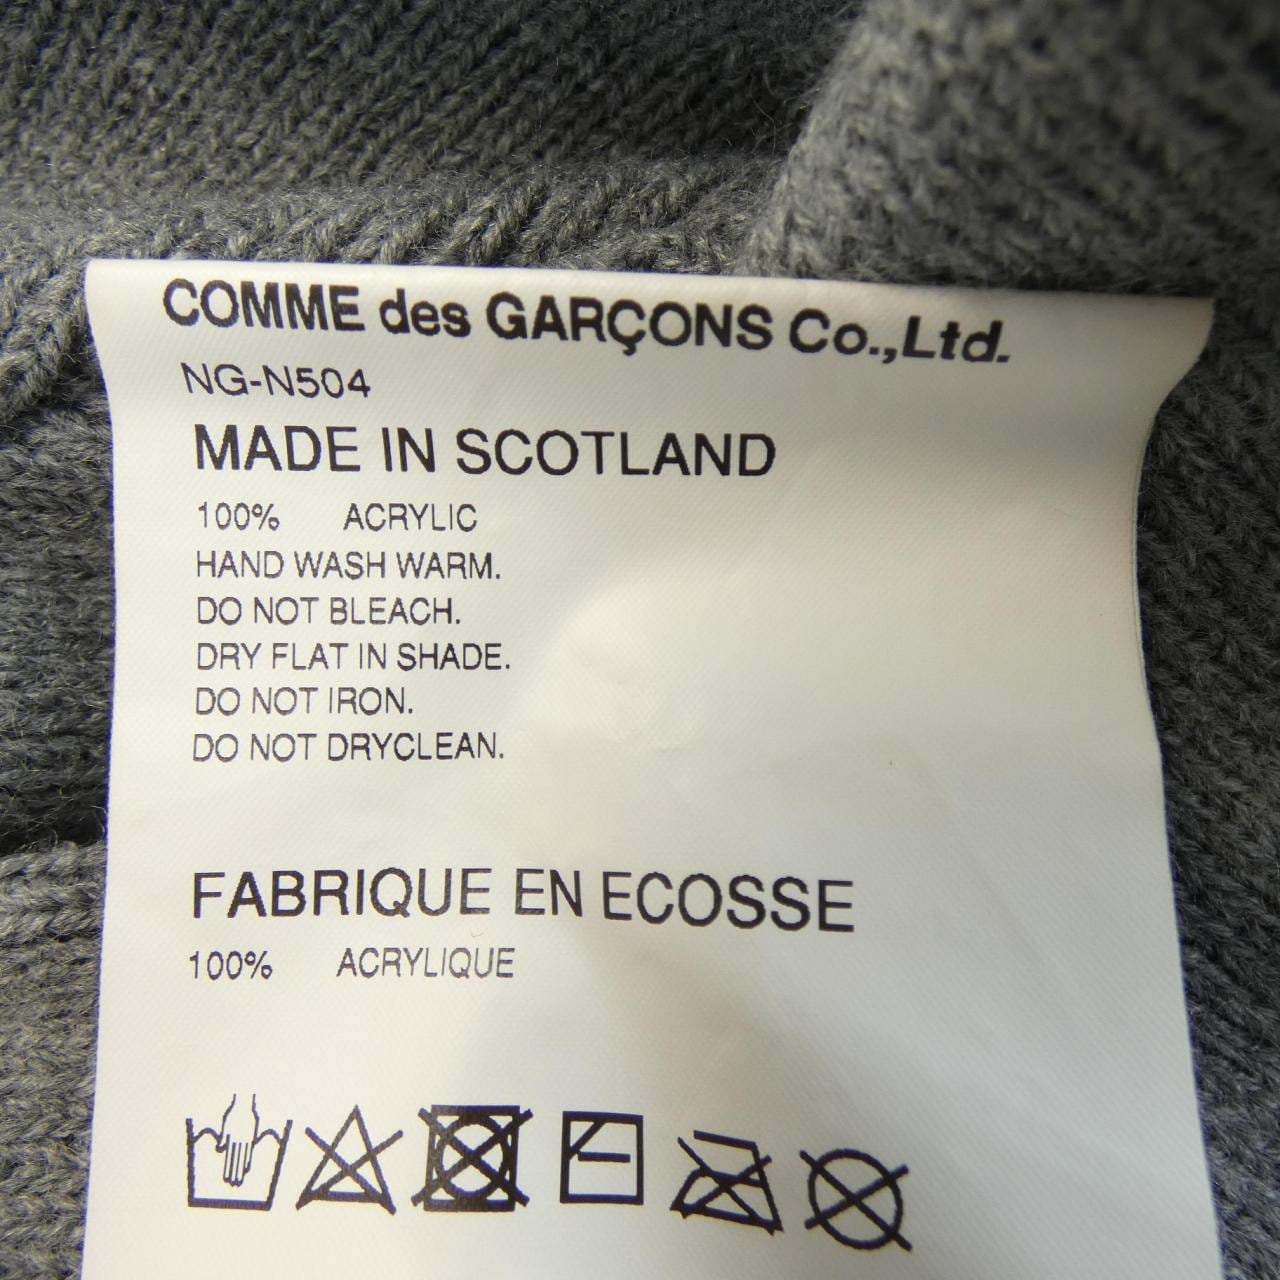 COMME des GARÇONS Co.,Ltd.
NG-N504
MADE IN SCOTLAND
100% ACRYLIC
HAND WASH WARM.
DO NOT BLEACH.
DRY FLAT IN SHADE.
DO NOT IRON.
DO NOT DRYCLEAN.
FABRIQUE EN ECOSSE
100% ACRYLIQUE